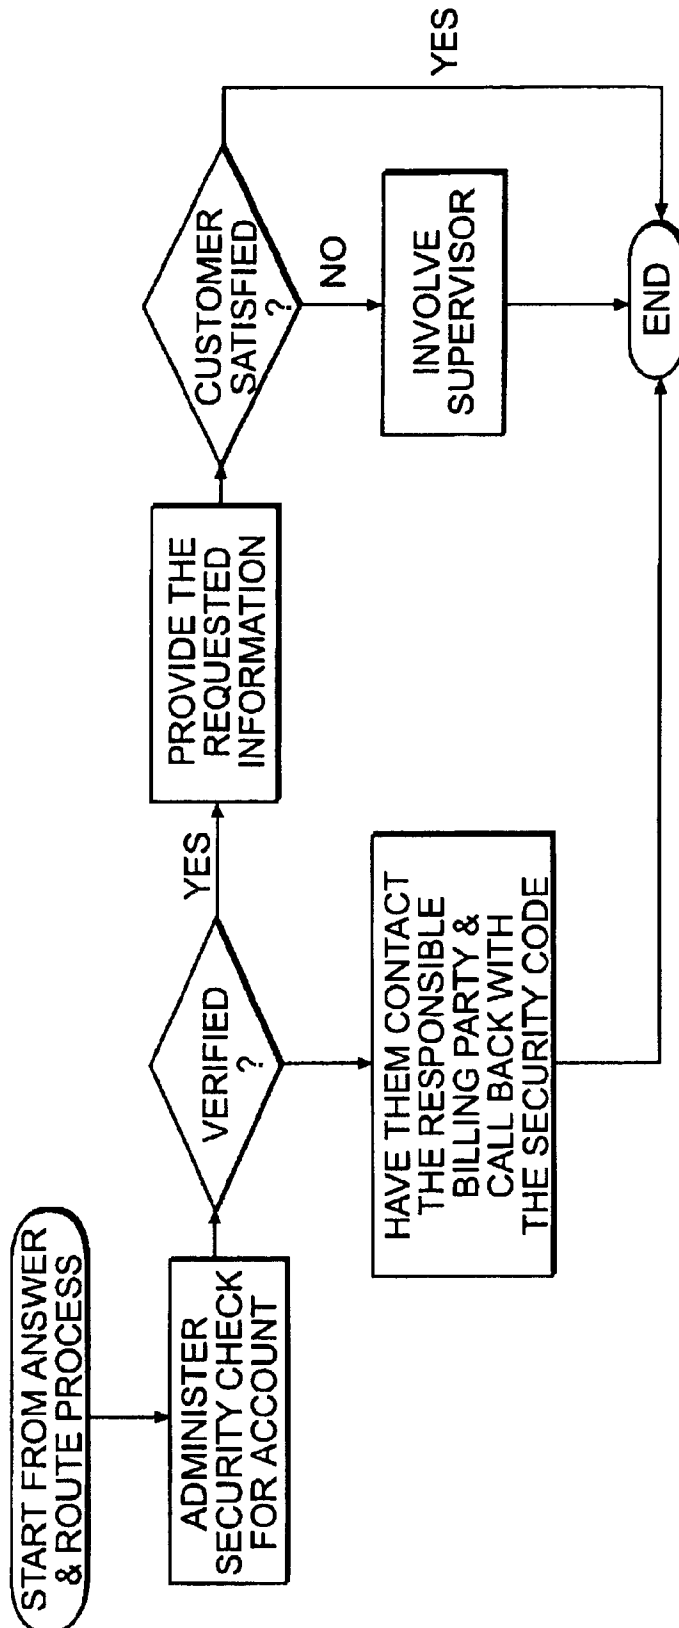 START FROM ANSWER
& ROUTE PROCESS
ADMINISTER
SECURITY CHECK
FOR ACCOUNT
VERIFIED
?
YES
HAVE THEM CONTACT
THE RESPONSIBLE
BILLING PARTY &
CALL BACK WITH
THE SECURITY CODE
PROVIDE THE
REQUESTED
INFORMATION
CUSTOMER
SATISFIED
?
NO
YES
INVOLVE
SUPERVISOR
END